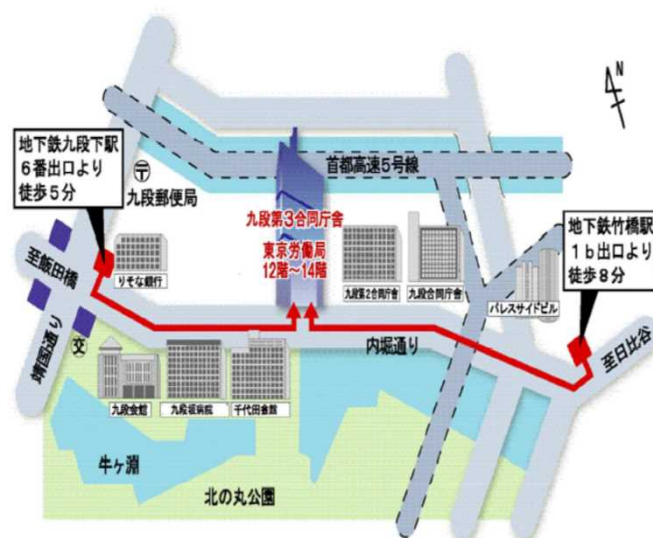 N
地下鉄九段下駅
6番出口より
徒歩5分
〒
九段郵便局
首都高速5号線
九段第3合同庁舎
東京労働局
12階~14階
地下鉄竹橋駅
1b出口より
徒歩8分
至飯田橋
りそな銀行
九段第2合同庁舎
九段合同庁舎
パレスサイドビル
靖国通り
交
内堀通り
至日比谷
九段会館
九段坂病院
千代田会館
牛ヶ淵
北の丸公園